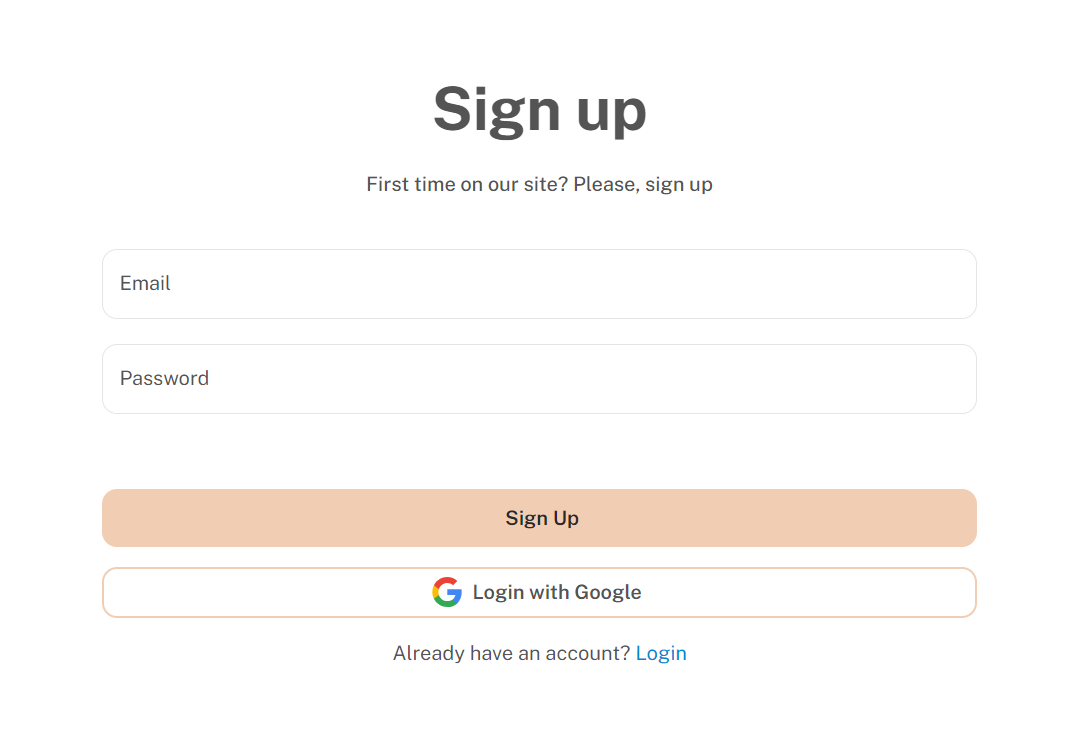 Sign up
First time on our site? Please, sign up
Email
Password
Sign Up
Login with Google
Already have an account? Login